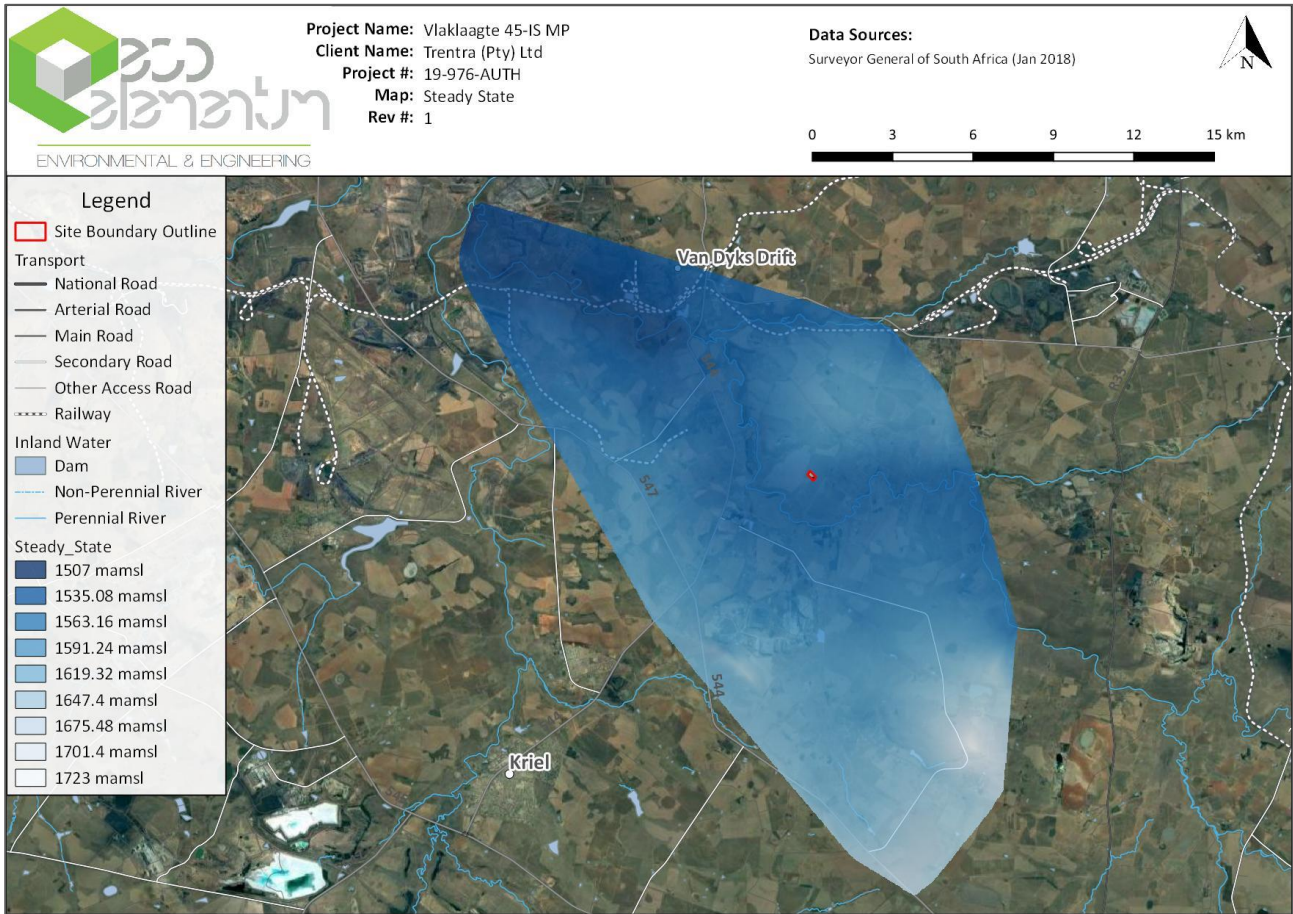 eco
elementum
ENVIRONMENTAL & ENGINEERING
Project Name: Vlaklaagte 45-IS MP
Client Name: Trentra (Pty) Ltd
Project #: 19-976-AUTH
Map: Steady State
Rev #: 1
Data Sources:
Surveyor General of South Africa (Jan 2018)
N
0 3 6 9 12 15 km
Legend
Site Boundary Outline
Transport
National Road
Arterial Road
Main Road
Secondary Road
Other Access Road
Railway
Inland Water
Dam
Non-Perennial River
Perennial River
Steady_State
1507 mamsl
1535.08 mamsl
1563.16 mamsl
1591.24 mamsl
1619.32 mamsl
1647.4 mamsl
1675.48 mamsl
1701.4 mamsl
1723 mamsl
Van Dyks Drift
547
544
Kriel